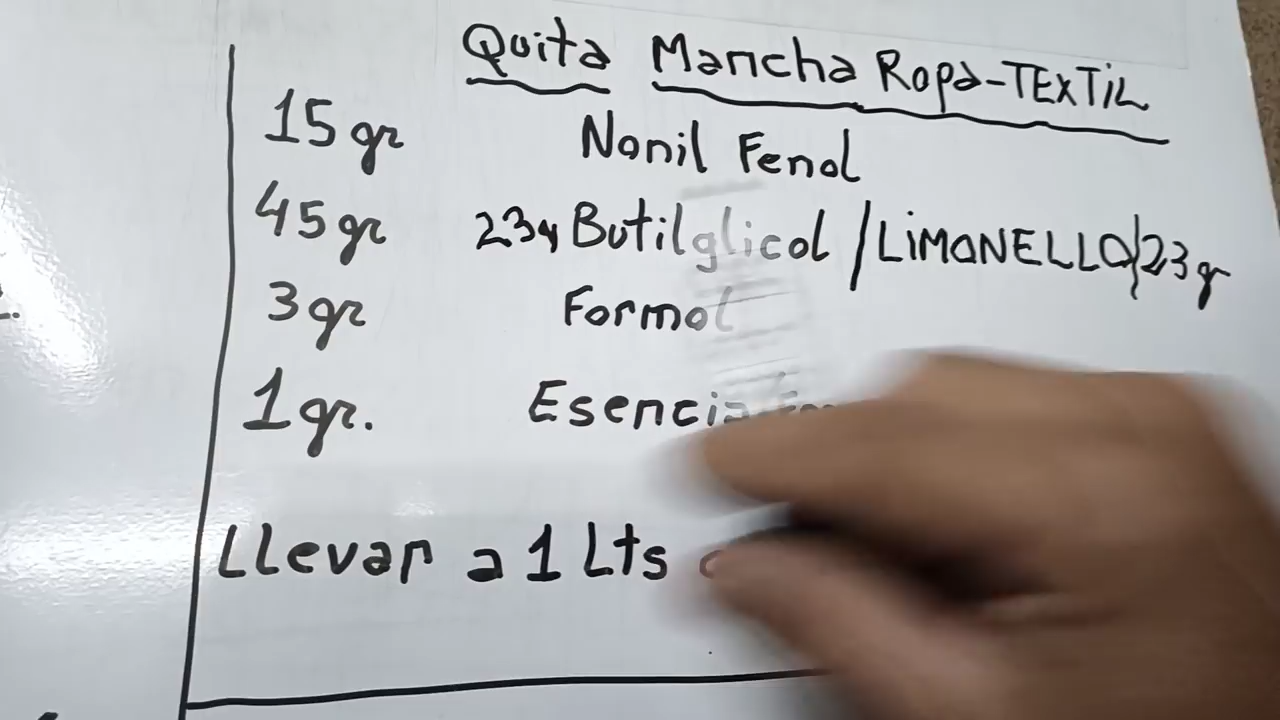 Quita Mancha Ropa-TEXTiL
15 gr Nonil Fenol
45 gr 23g Butilglicol / LiMONELLO/23 gr
3 gr Formol
1 gr. Esencia
Llevar a 1 Lts